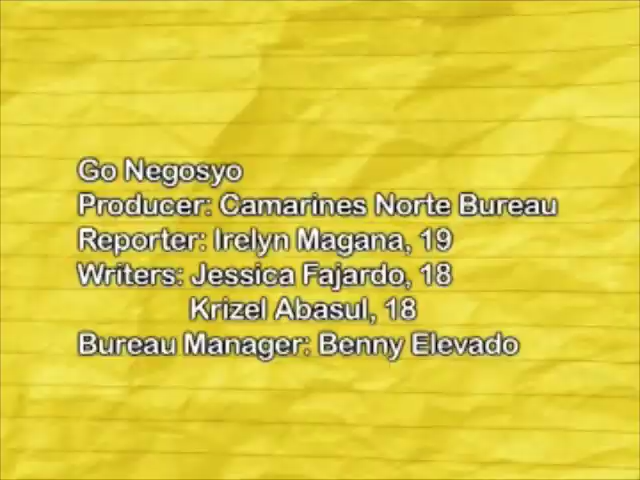 Go Negosyo
Producer: Camarines Norte Bureau
Reporter: Irelyn Magana, 19
Writers: Jessica Fajardo, 18
Krizel Abasul, 18
Bureau Manager: Benny Elevado